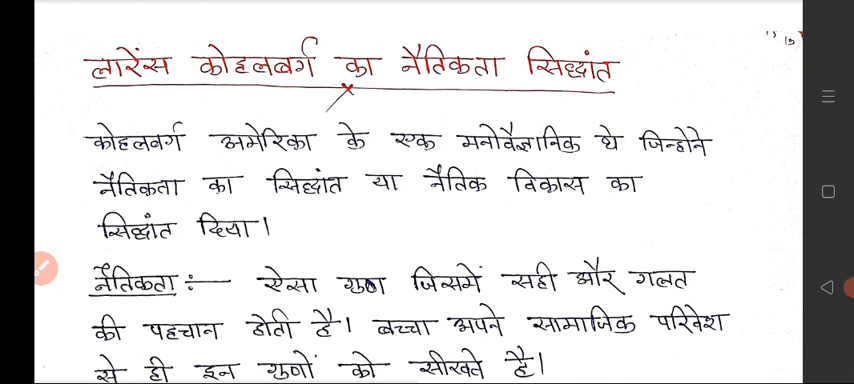 लारेंस कोहलबर्ग का नैतिकता सिद्धांत
कोहलबर्ग अमेरिका के एक मनोवैज्ञानिक थे जिन्होने
नैतिकता का सिद्धांत या नैतिक विकास का
सिद्धांत दिया।
नैतिकता :— ऐसा गुण जिसमें सही और गलत
की पहचान होती है। बच्चा अपने सामाजिक परिवेश
से ही इन गुणों को सीखते है।